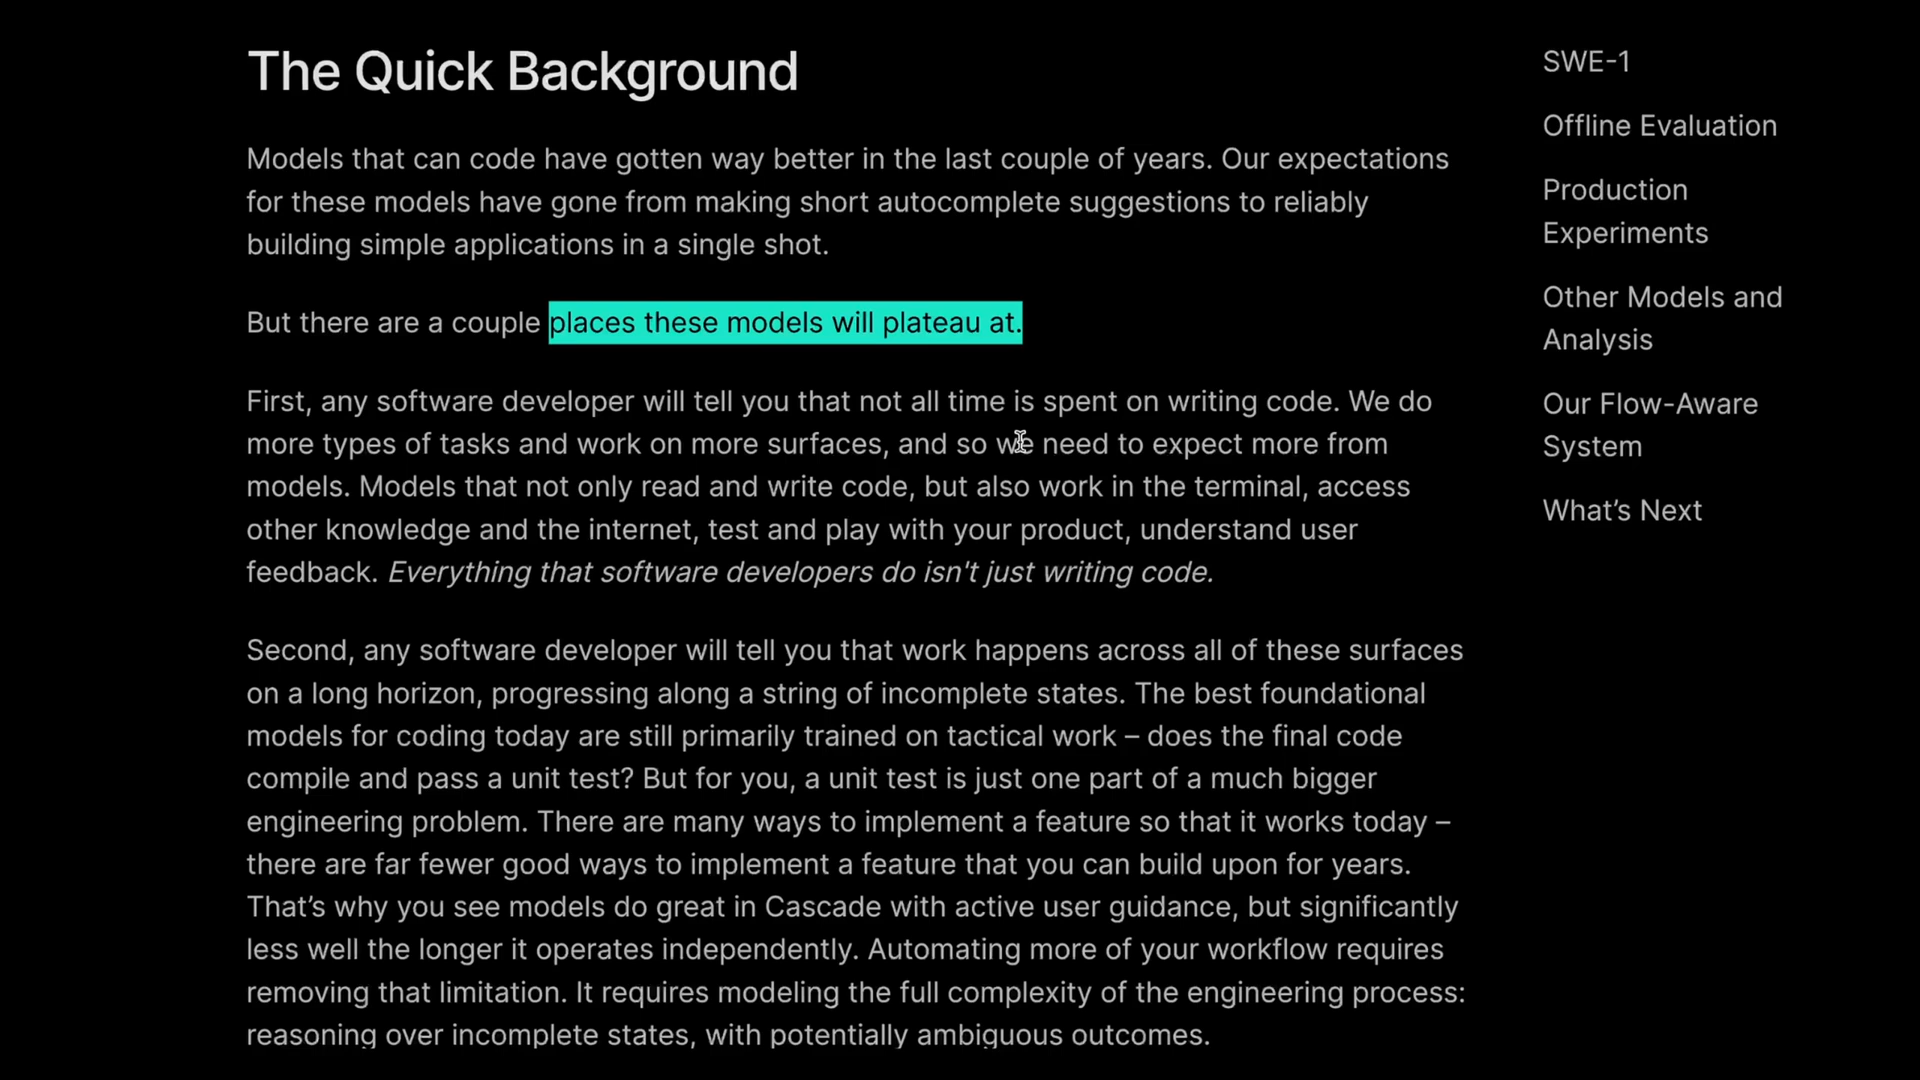 The Quick Background
Models that can code have gotten way better in the last couple of years. Our expectations
for these models have gone from making short autocomplete suggestions to reliably
building simple applications in a single shot.
But there are a couple places these models will plateau at.
First, any software developer will tell you that not all time is spent on writing code. We do
more types of tasks and work on more surfaces, and so we need to expect more from
models. Models that not only read and write code, but also work in the terminal, access
other knowledge and the internet, test and play with your product, understand user
feedback. Everything that software developers do isn't just writing code.
Second, any software developer will tell you that work happens across all of these surfaces
on a long horizon, progressing along a string of incomplete states. The best foundational
models for coding today are still primarily trained on tactical work – does the final code
compile and pass a unit test? But for you, a unit test is just one part of a much bigger
engineering problem. There are many ways to implement a feature so that it works today –
there are far fewer good ways to implement a feature that you can build upon for years.
That’s why you see models do great in Cascade with active user guidance, but significantly
less well the longer it operates independently. Automating more of your workflow requires
removing that limitation. It requires modeling the full complexity of the engineering process:
reasoning over incomplete states, with potentially ambiguous outcomes.
SWE-1
Offline Evaluation
Production
Experiments
Other Models and
Analysis
Our Flow-Aware
System
What’s Next